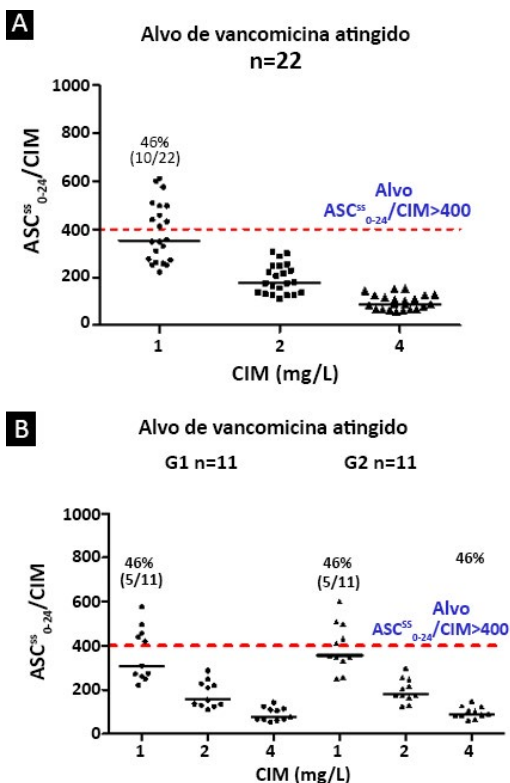 A
Alvo de vancomicina atingido
n=22
1000
800
600
400
200
0
ASCss0-24/CIM
46%
(10/22)
Alvo
ASCss0-24/CIM>400
1 2 4
CIM (mg/L)
B
Alvo de vancomicina atingido
G1 n=11 G2 n=11
1000
800
600
400
200
0
ASCss0-24/CIM
46%
(5/11)
46%
(5/11)
46%
Alvo
ASCss0-24/CIM>400
1 2 4 1 2 4
CIM (mg/L)